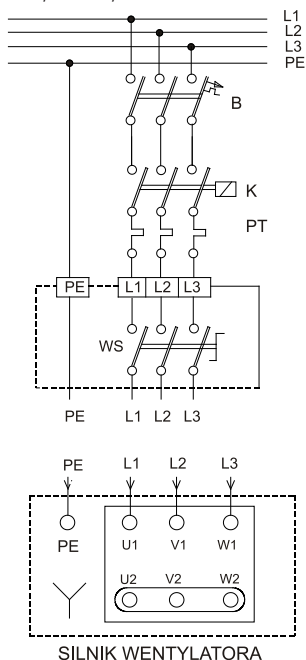 L1
L2
L3
PE
B
K
PT
PE L1 L2 L3
WS
PE L1 L2 L3
PE L1 L2 L3
PE U1 V1 W1
U2 V2 W2
SILNIK WENTYLATORA